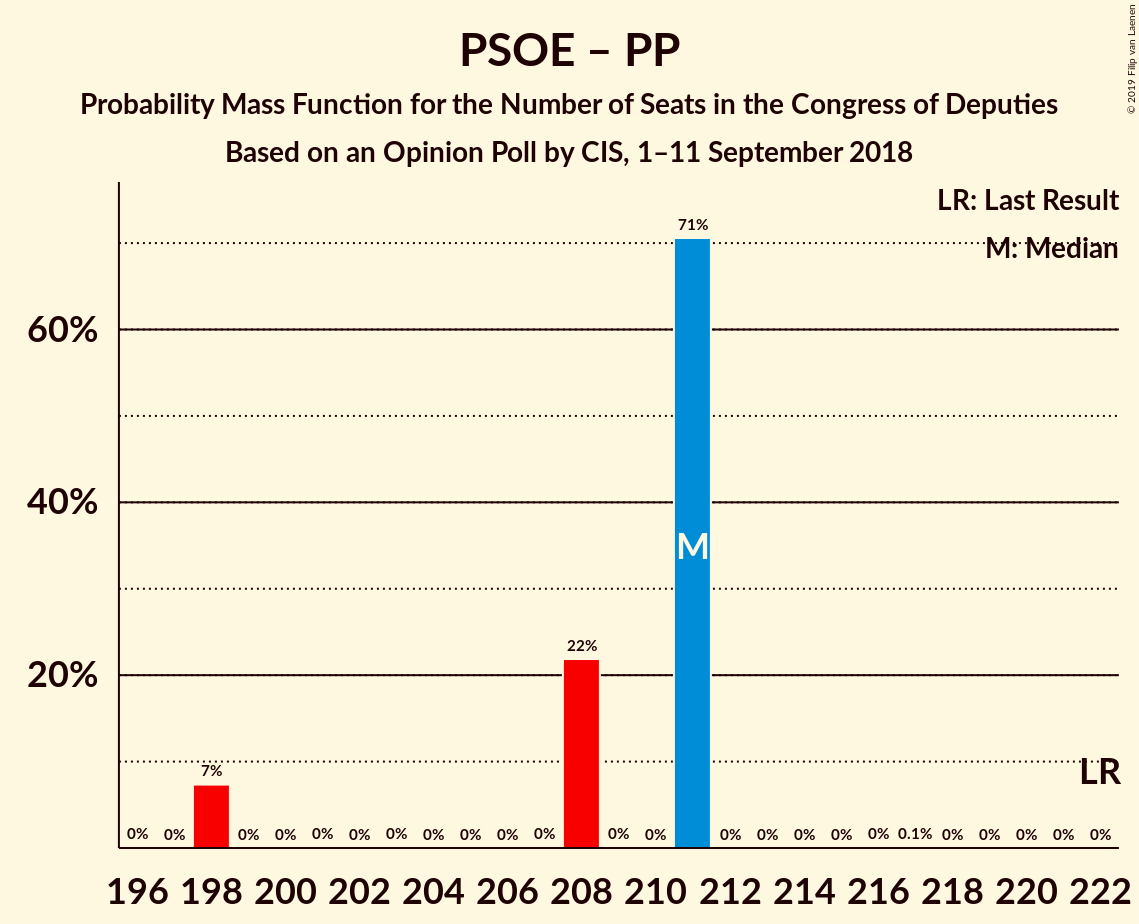 PSOE – PP
Probability Mass Function for the Number of Seats in the Congress of Deputies
Based on an Opinion Poll by CIS, 1–11 September 2018
© 2019 Filip van Laenen
LR: Last Result
M: Median
71%
60%
40%
M
22%
20%
LR
7%
0% 0% 0% 0% 0% 0% 0% 0% 0% 0% 0% 0% 0% 0% 0% 0% 0% 0% 0.1% 0% 0% 0% 0% 0%
196 198 200 202 204 206 208 210 212 214 216 218 220 222